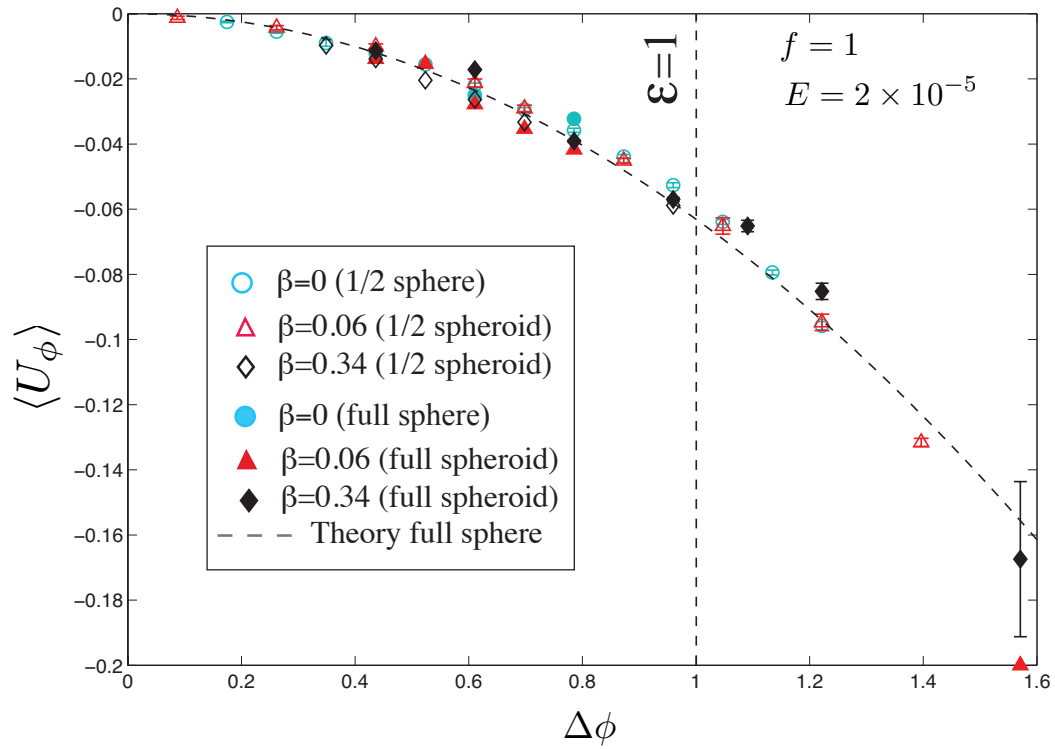 0
−0.02
−0.04
−0.06
−0.08
−0.1
−0.12
−0.14
−0.16
−0.18
−0.2
⟨U_ϕ⟩
ε=1
f = 1
E = 2 × 10⁻⁵
β=0 (1/2 sphere)
β=0.06 (1/2 spheroid)
β=0.34 (1/2 spheroid)
β=0 (full sphere)
β=0.06 (full spheroid)
β=0.34 (full spheroid)
Theory full sphere
0 0.2 0.4 0.6 0.8 1 1.2 1.4 1.6
Δϕ